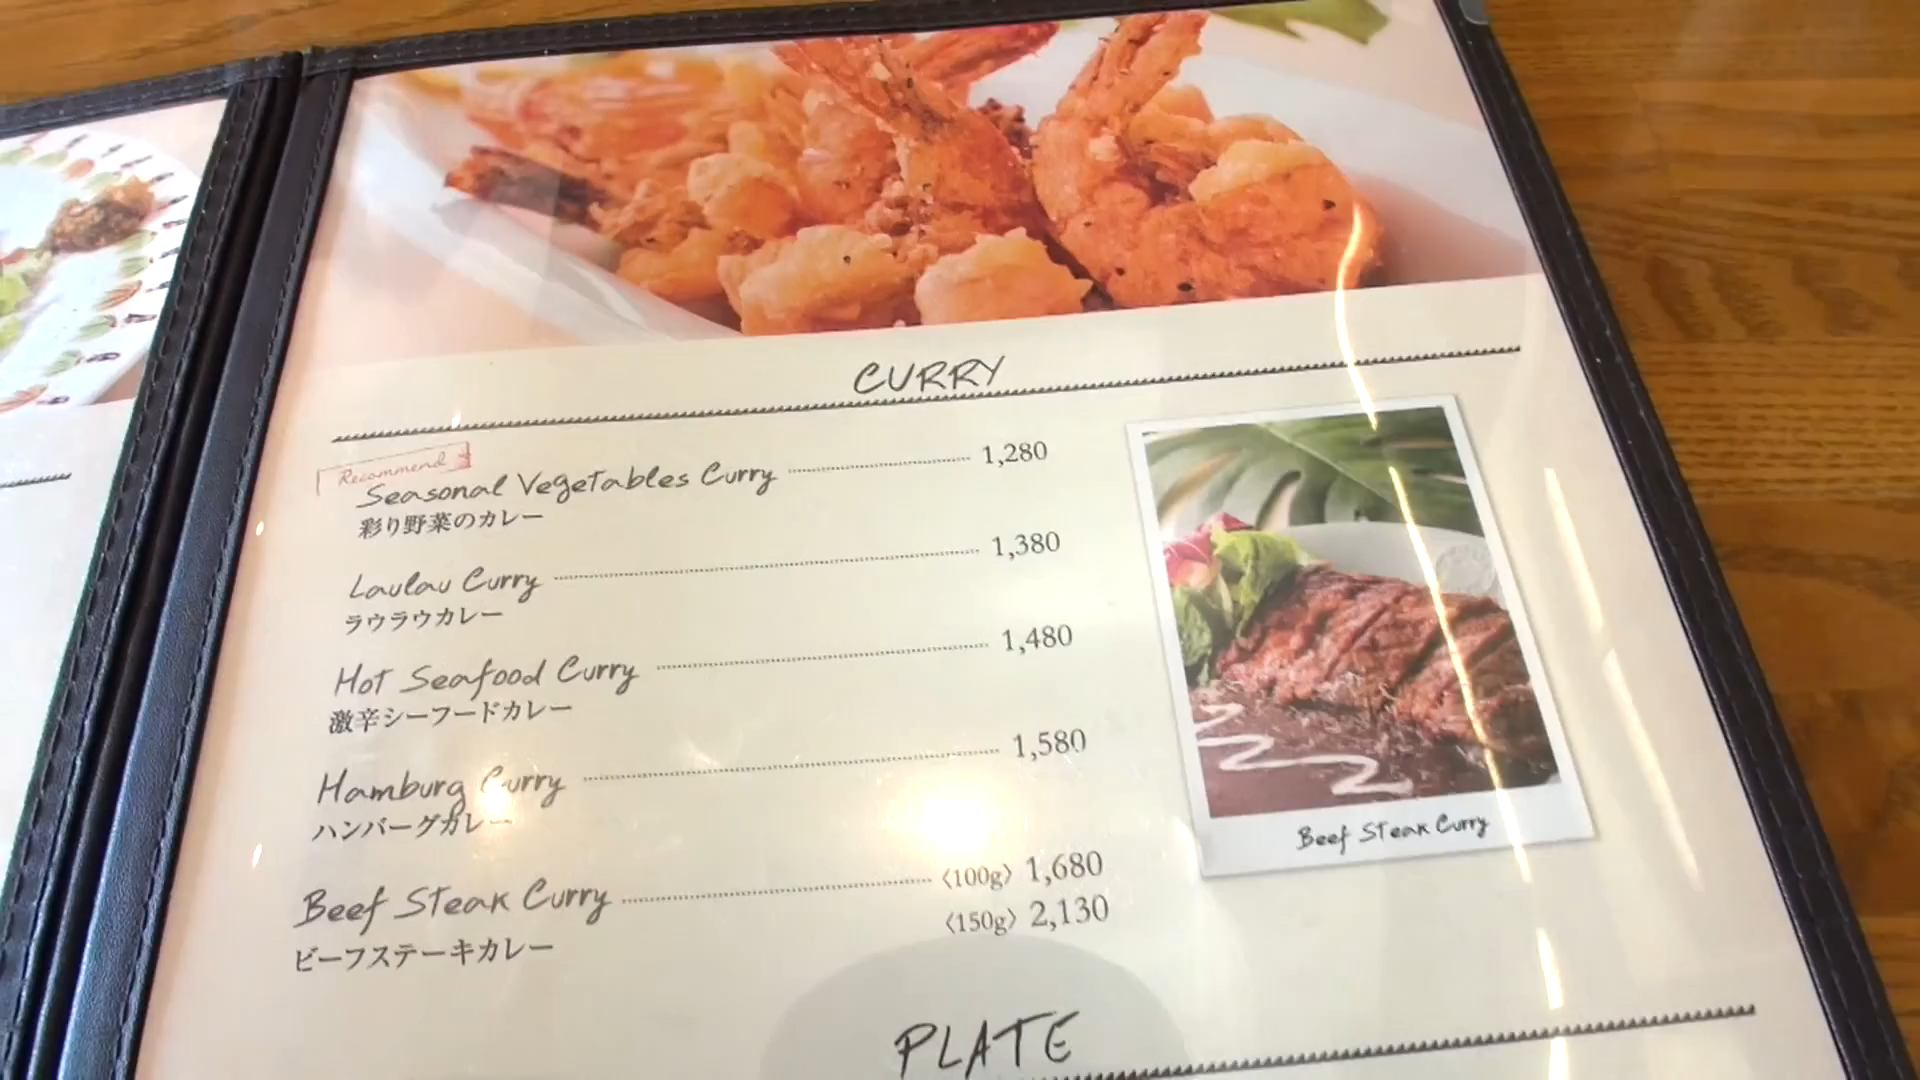 CURRY
Recommend
Seasonal Vegetables Curry 1,280
彩り野菜のカレー
Laulau Curry 1,380
ラウラウカレー
Hot Seafood Curry 1,480
激辛シーフードカレー
Hamburg Curry 1,580
ハンバーグカレー
Beef Steak Curry 〈100g〉 1,680
〈150g〉 2,130
ビーフステーキカレー
Beef Steak Curry
PLATE